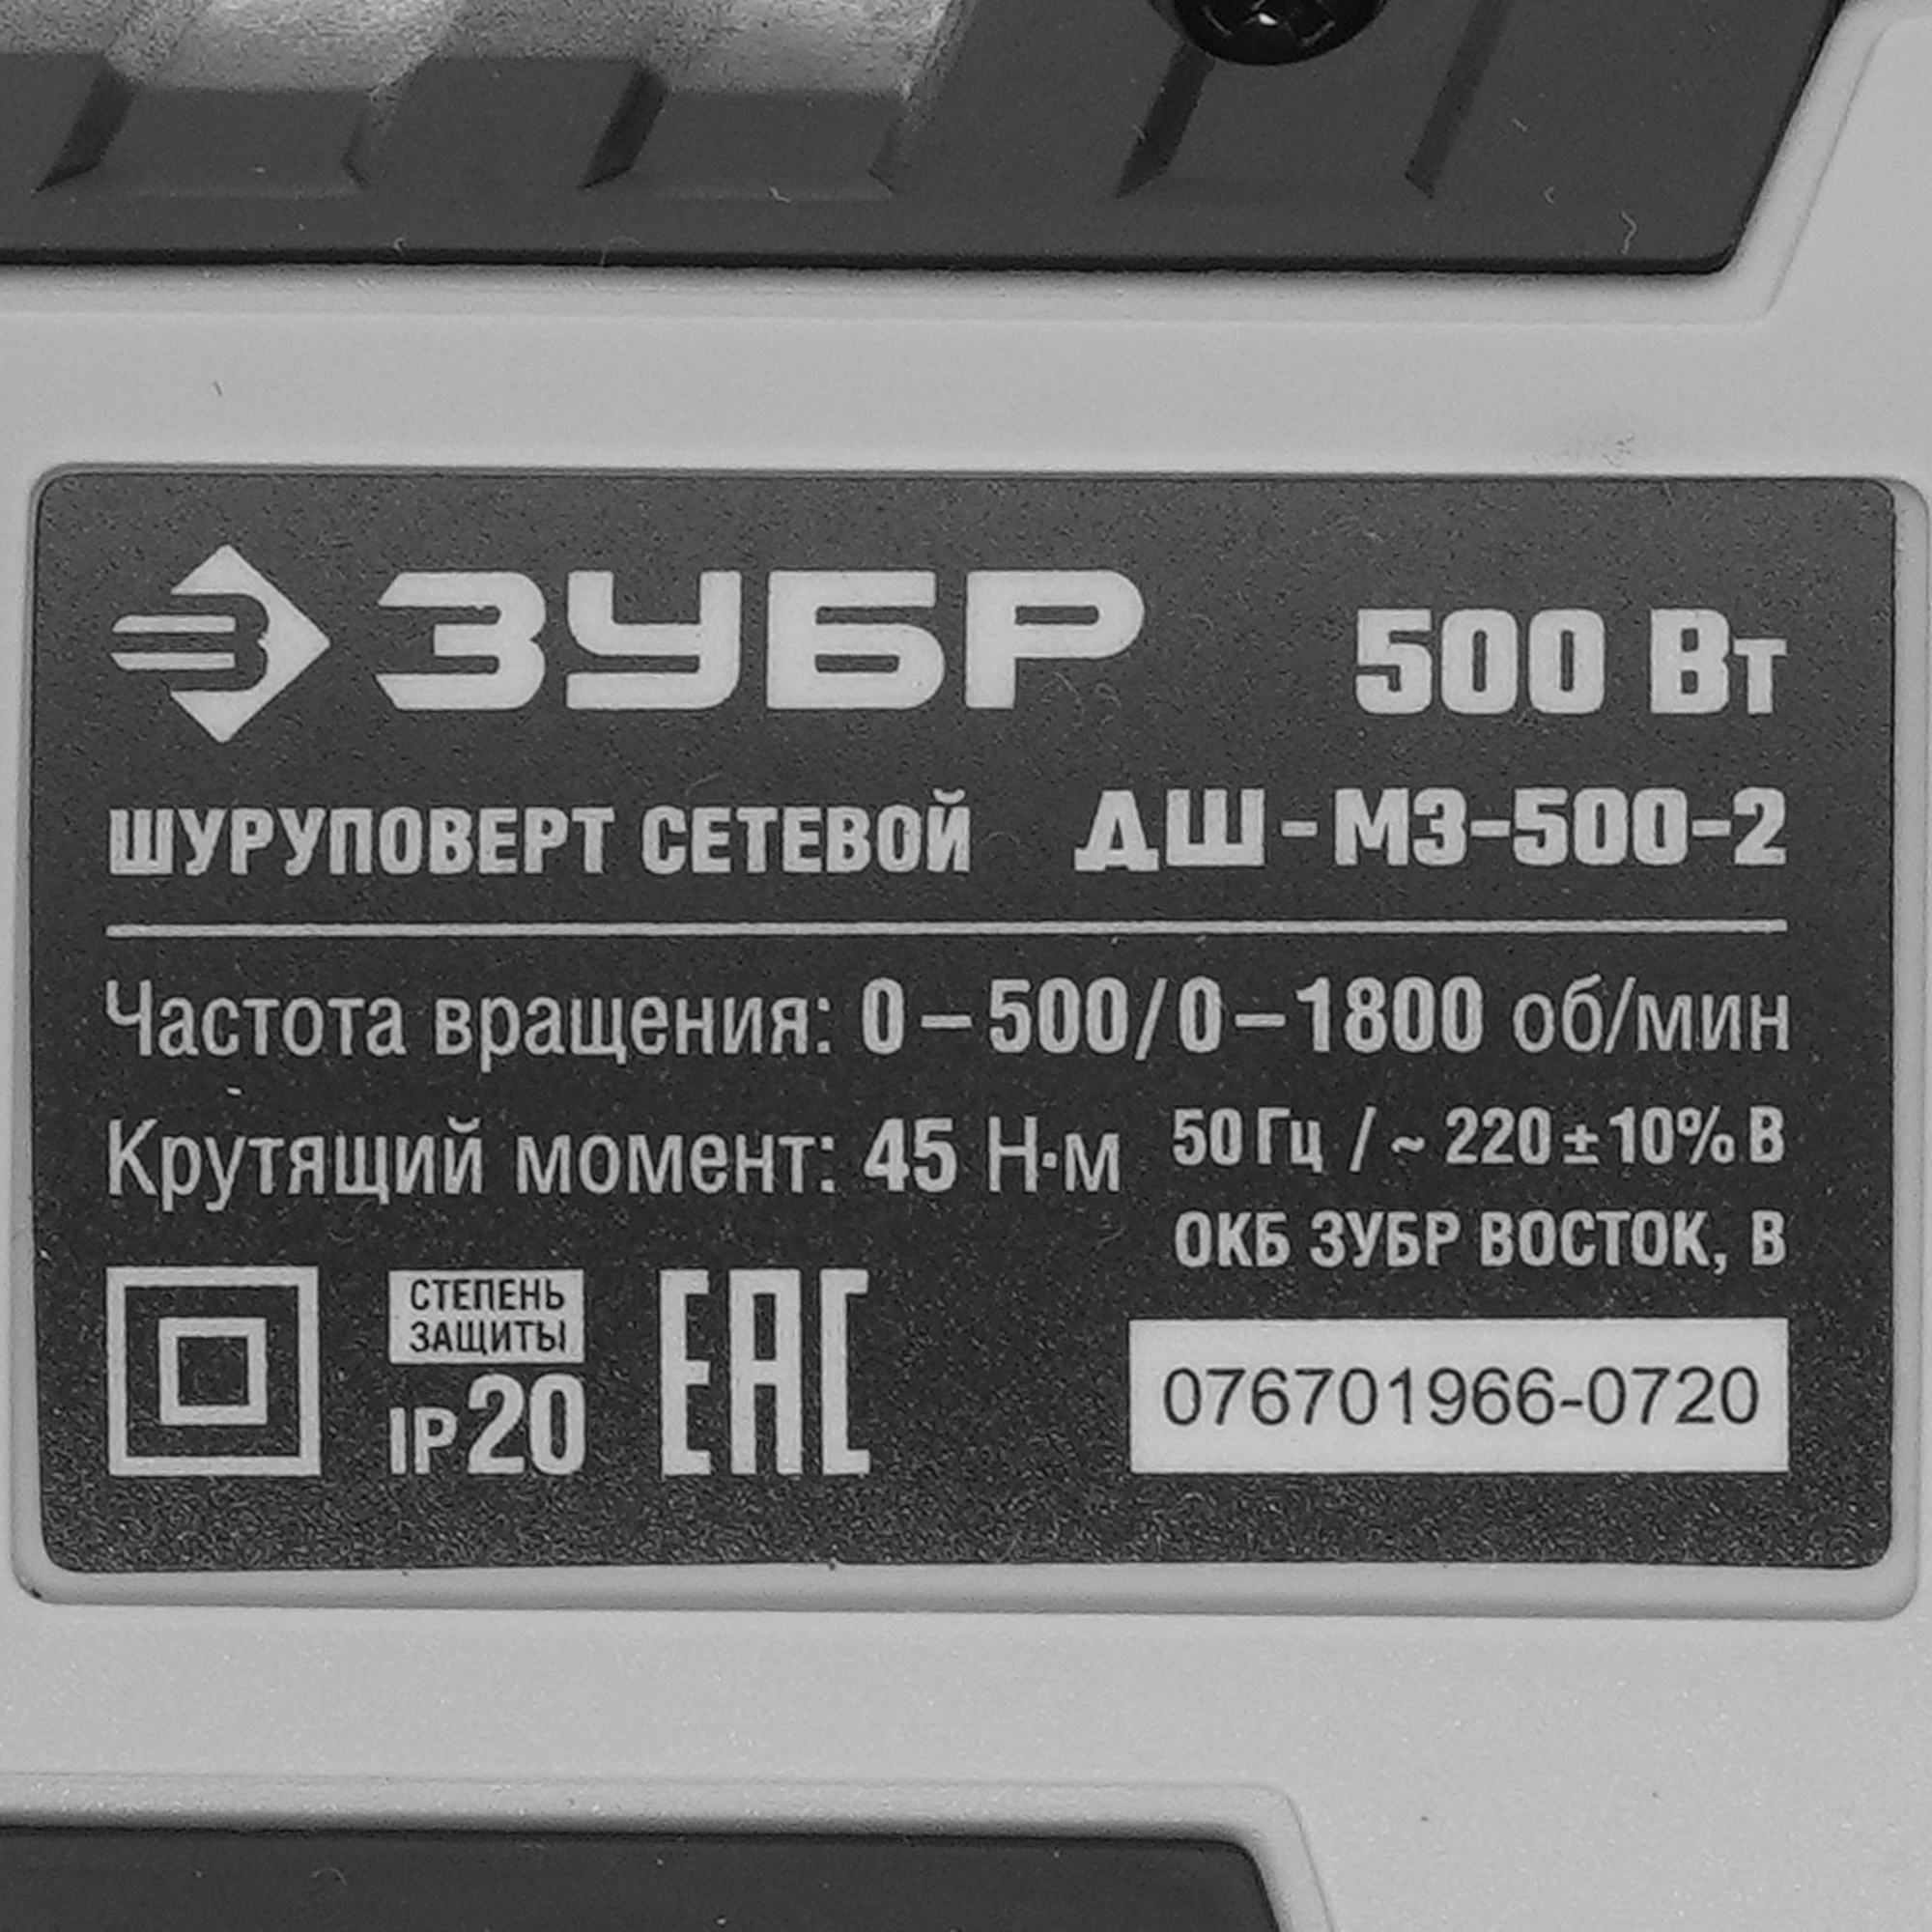 ЗУБР 500 Вт
ШУРУПОВЕРТ СЕТЕВОЙ ДШ-М3-500-2
Частота вращения: 0–500/0–1800 об/мин
Крутящий момент: 45 Н·м
50 Гц / ~ 220±10% В
ОКБ ЗУБР ВОСТОК, В
СТЕПЕНЬ
ЗАЩИТЫ
IP20
ЕАС
076701966-0720